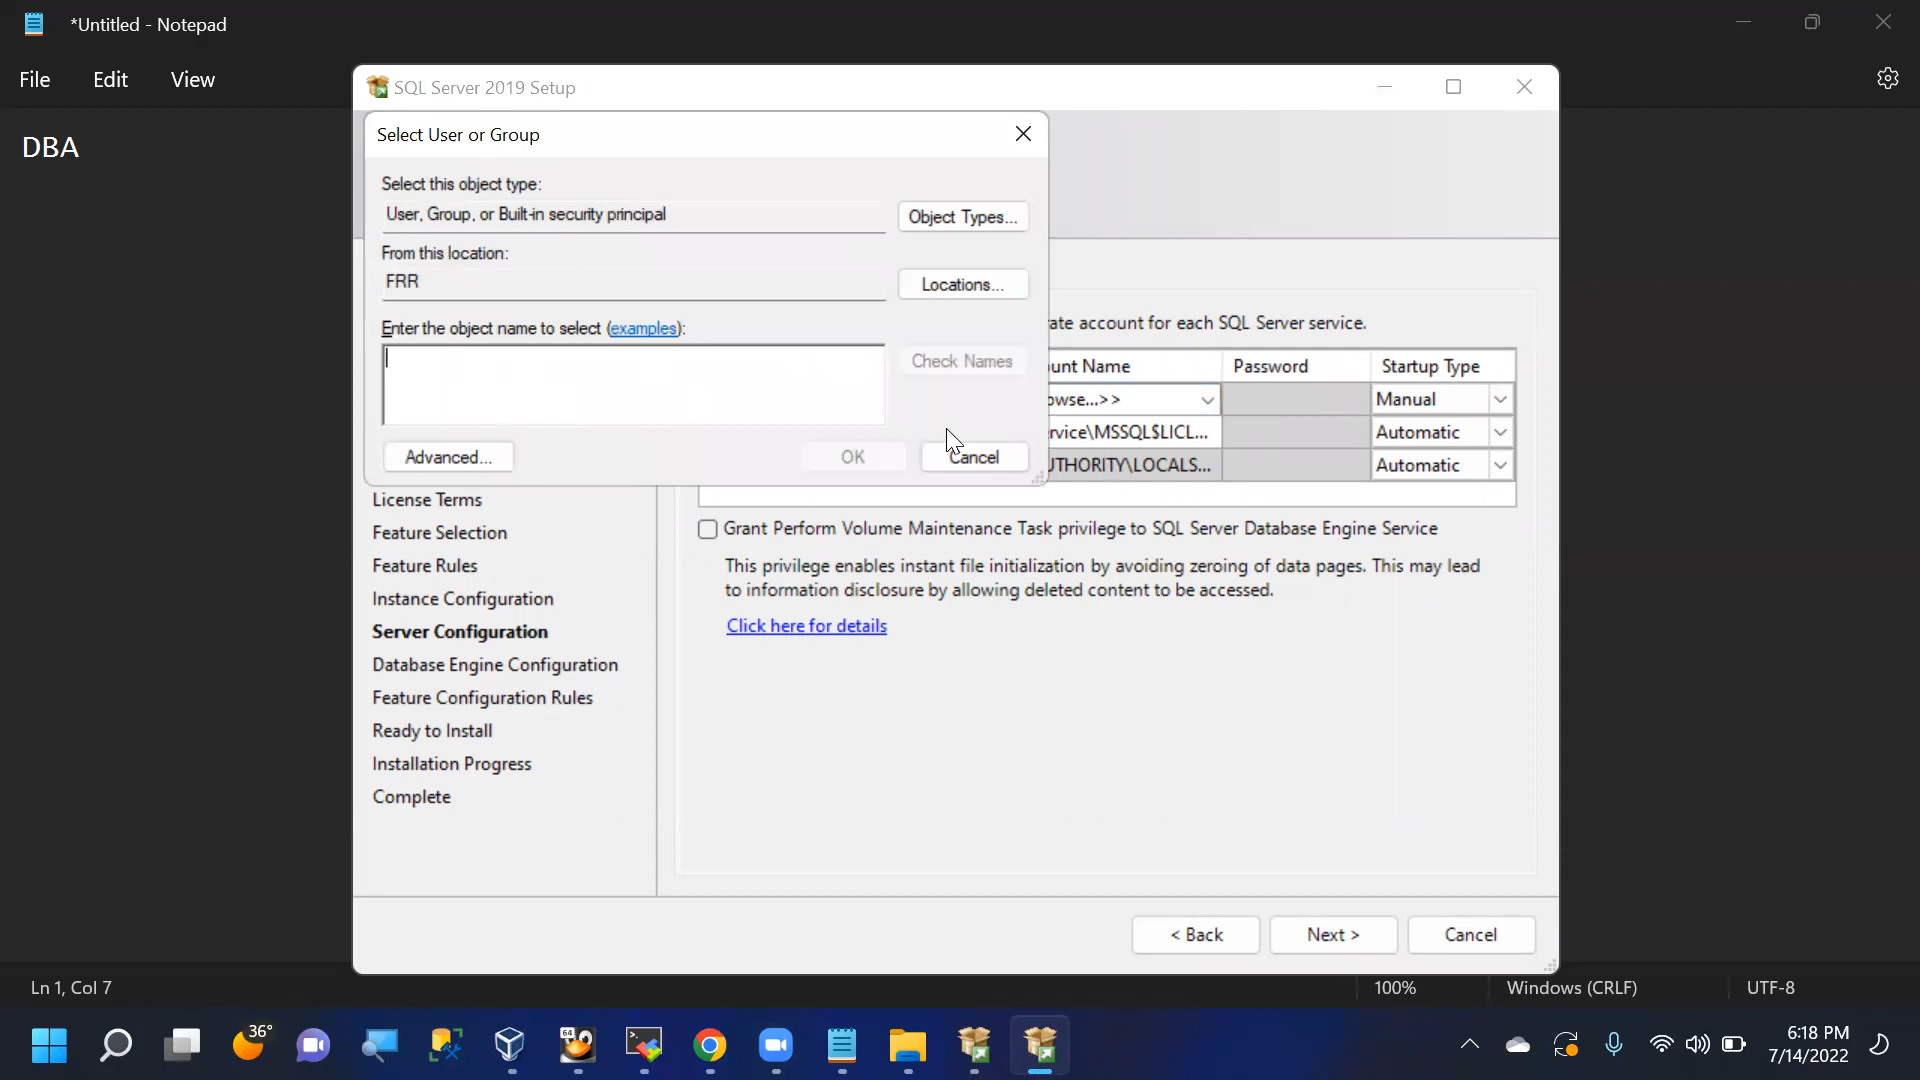 *Untitled - Notepad
File Edit View
DBA
SQL Server 2019 Setup
Select User or Group
Select this object type:
User, Group, or Built-in security principal
Object Types...
From this location:
FRR
Locations...
Enter the object name to select (examples):
Check Names
Advanced...
OK
Cancel
ate account for each SQL Server service.
unt Name Password Startup Type
owse...>> Manual
rvice\MSSQL$LICL... Automatic
UTHORITY\LOCALS... Automatic
Grant Perform Volume Maintenance Task privilege to SQL Server Database Engine Service
This privilege enables instant file initialization by avoiding zeroing of data pages. This may lead
to information disclosure by allowing deleted content to be accessed.
Click here for details
License Terms
Feature Selection
Feature Rules
Instance Configuration
Server Configuration
Database Engine Configuration
Feature Configuration Rules
Ready to Install
Installation Progress
Complete
< Back Next > Cancel
Ln 1, Col 7 100% Windows (CRLF) UTF-8
36°
64
6:18 PM
7/14/2022